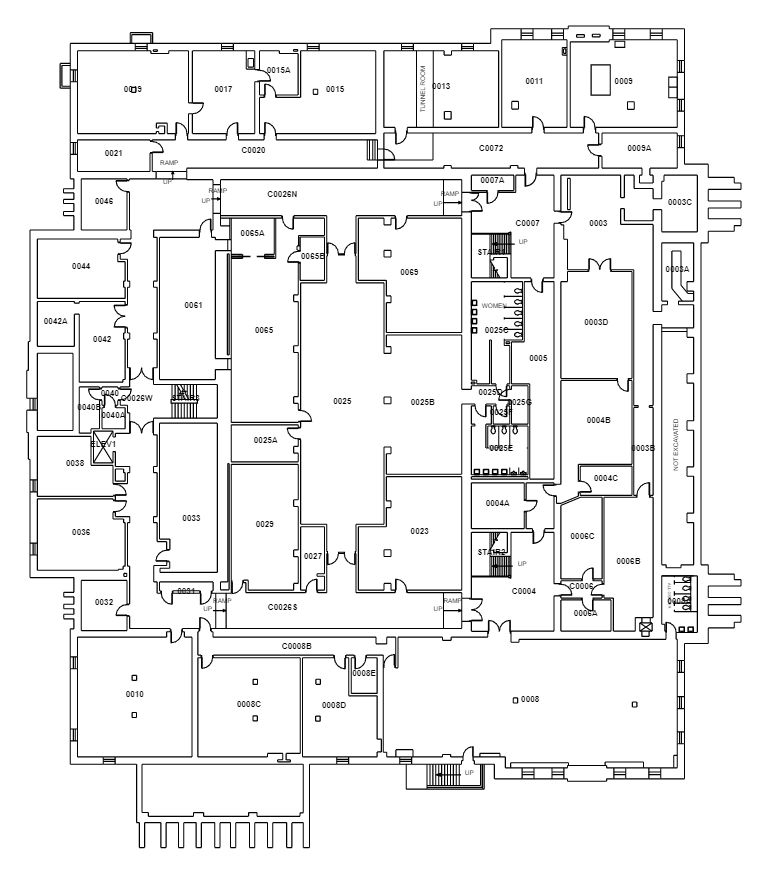 TUNNEL ROOM
0019
0017
0015A
0015
0013
0011
0009
0021
C0020
C0072
0009A
RAMP
UP
0046
RAMP
UP
C0026N
RAMP
UP
0007A
C0007
0003
0003C
0065A
UP
STAIR1
0044
0065B
0069
0003A
0061
WOMEN
0042A
0065
0025C
0003D
0042
0005
0040
C0026W
STAIR3
0025
0025B
0025D
0025G
0040B
0040A
0025F
0004B
ELEV1
0025A
0025E
0003B
NOT EXCAVATED
0038
0004C
0004A
0033
0029
0023
0036
0006C
STAIR2
0027
0006B
UP
0031
C0006
0032
RAMP
UP
C0026S
RAMP
UP
C0004
0006A
C0008B
0008E
0010
0008C
0008D
0008
UP